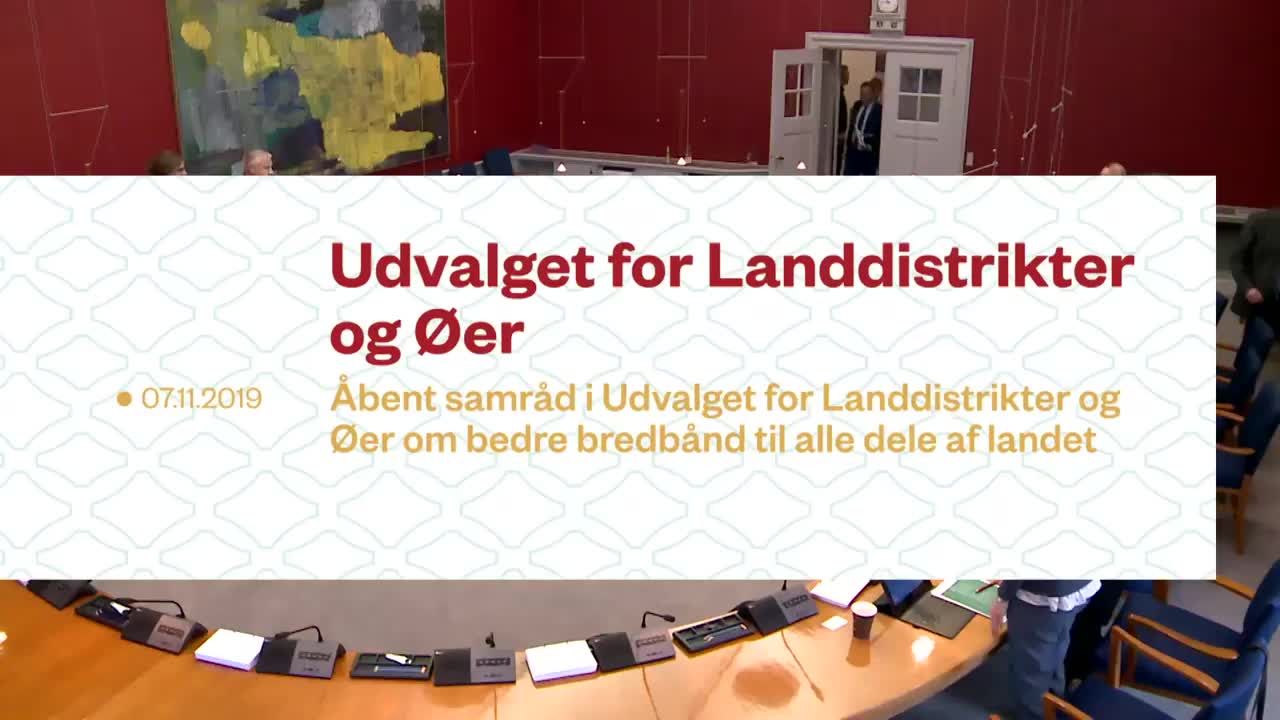 Udvalget for Landdistrikter
og Øer
• 07.11.2019
Åbent samråd i Udvalget for Landdistrikter og
Øer om bedre bredbånd til alle dele af landet